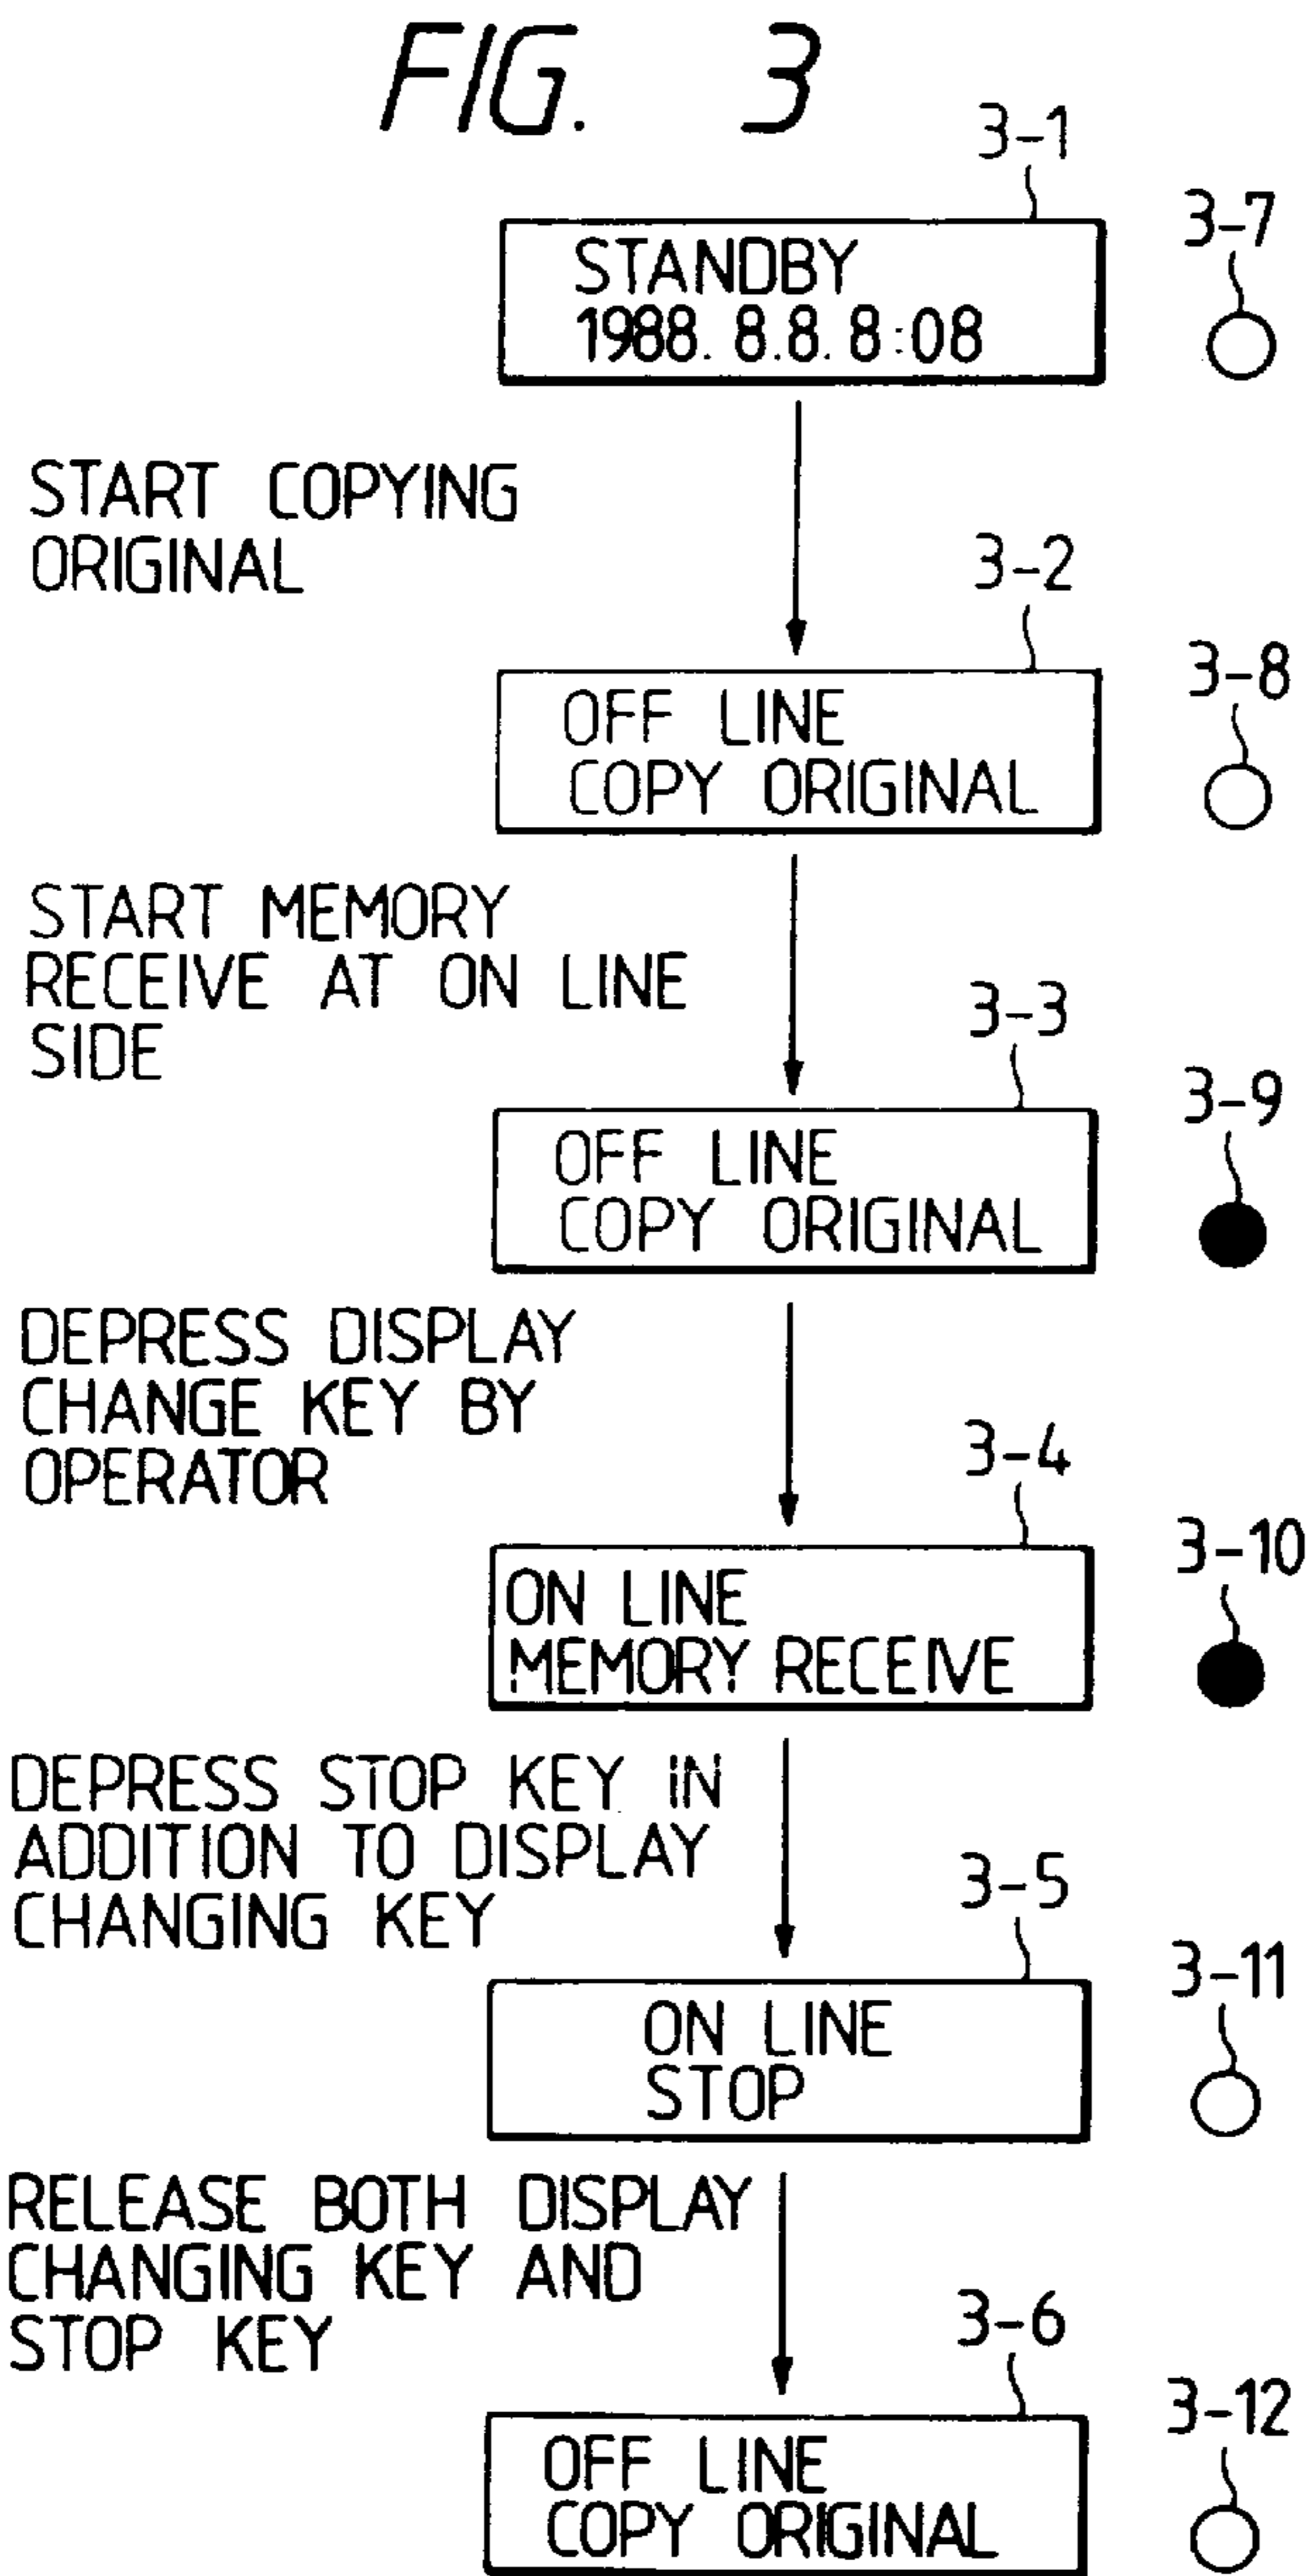 FIG. 3
3-1
3-7
STANDBY
1988. 8.8. 8:08
START COPYING
ORIGINAL
3-2
3-8
OFF LINE
COPY ORIGINAL
START MEMORY
RECEIVE AT ON LINE
SIDE
3-3
3-9
OFF LINE
COPY ORIGINAL
DEPRESS DISPLAY
CHANGE KEY BY
OPERATOR
3-4
3-10
ON LINE
MEMORY RECEIVE
DEPRESS STOP KEY IN
ADDITION TO DISPLAY
CHANGING KEY
3-5
3-11
ON LINE
STOP
RELEASE BOTH DISPLAY
CHANGING KEY AND
STOP KEY
3-6
3-12
OFF LINE
COPY ORIGINAL